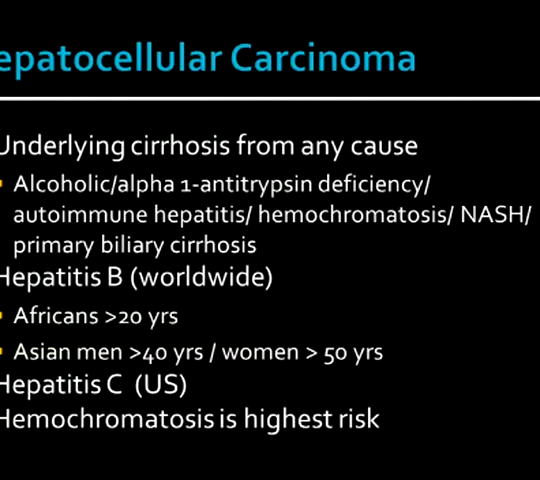 epatocellular Carcinoma
Underlying cirrhosis from any cause
Alcoholic/alpha 1-antitrypsin deficiency/
autoimmune hepatitis/ hemochromatosis/ NASH/
primary biliary cirrhosis
Hepatitis B (worldwide)
Africans >20 yrs
Asian men >40 yrs / women > 50 yrs
Hepatitis C (US)
Hemochromatosis is highest risk